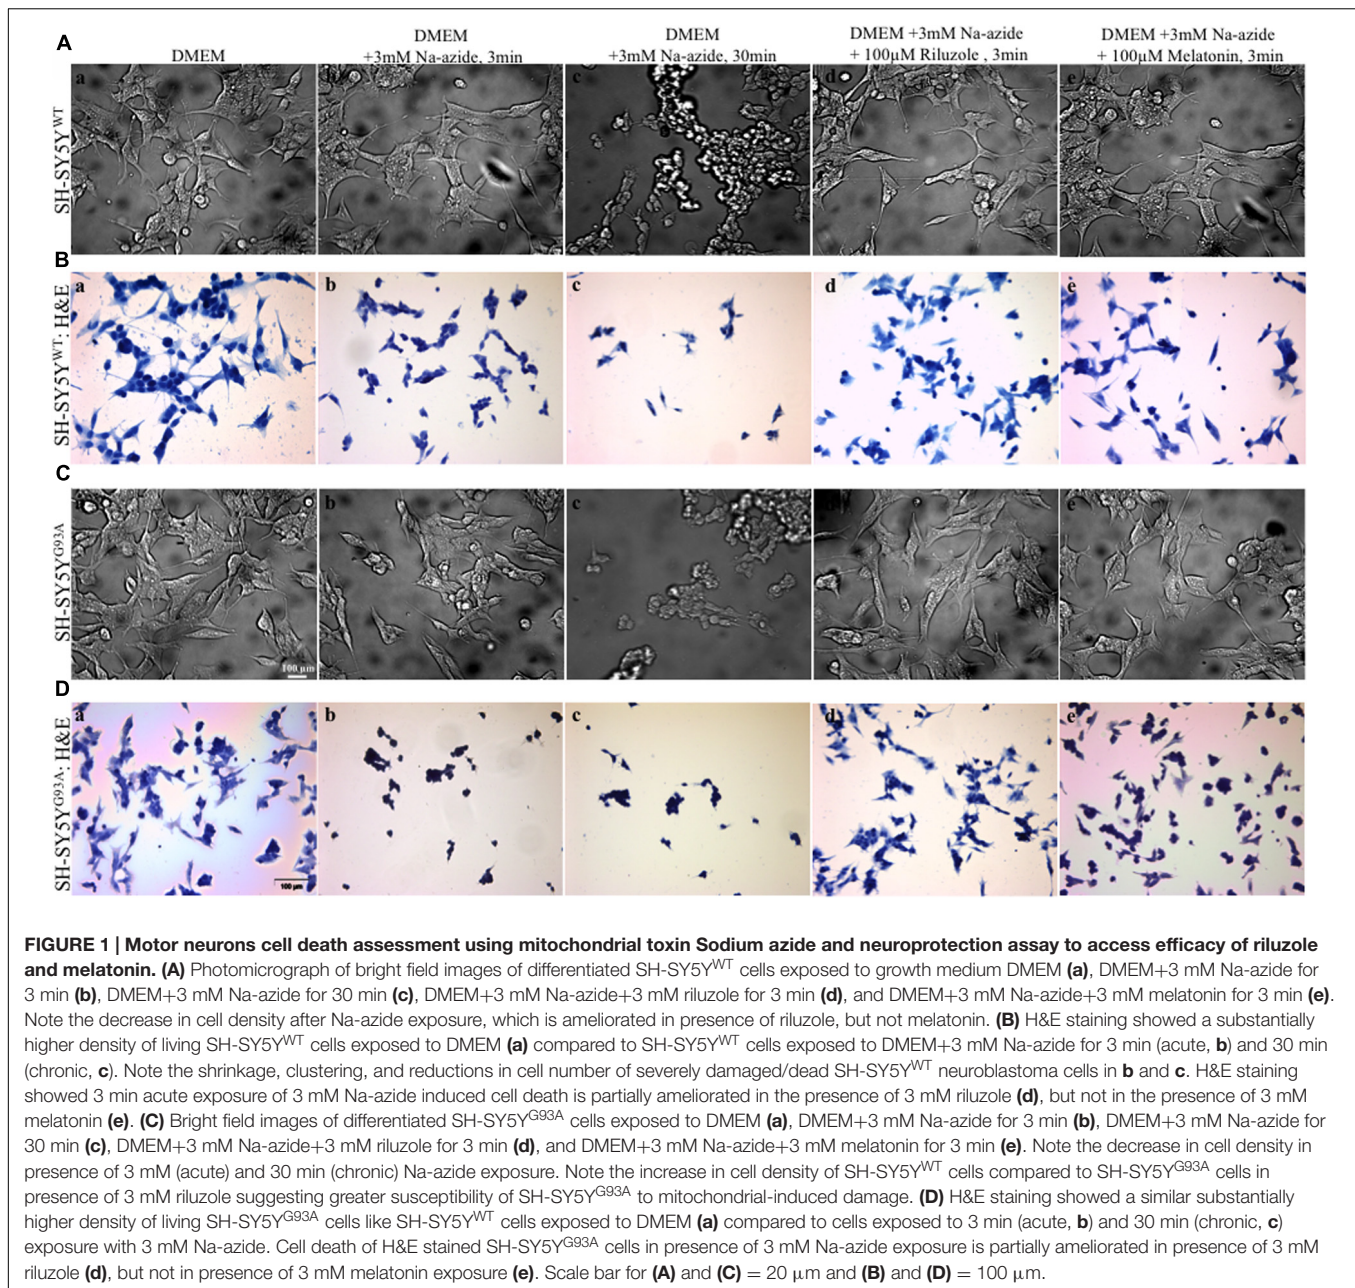 A
DMEM
DMEM
+3mM Na-azide, 3min
DMEM
+3mM Na-azide, 30min
DMEM +3mM Na-azide
+ 100µM Riluzole , 3min
DMEM +3mM Na-azide
+ 100µM Melatonin, 3min
SH-SY5Y^WT
a
b
c
d
e
B
SH-SY5Y^WT: H&E
a
b
c
d
e
C
SH-SY5Y^G93A
a
b
c
e
100 µm
D
SH-SY5Y^G93A: H&E
a
b
c
d
e
100 µm
FIGURE 1 | Motor neurons cell death assessment using mitochondrial toxin Sodium azide and neuroprotection assay to access efficacy of riluzole
and melatonin. (A) Photomicrograph of bright field images of differentiated SH-SY5Y^WT cells exposed to growth medium DMEM (a), DMEM+3 mM Na-azide for
3 min (b), DMEM+3 mM Na-azide for 30 min (c), DMEM+3 mM Na-azide+3 mM riluzole for 3 min (d), and DMEM+3 mM Na-azide+3 mM melatonin for 3 min (e).
Note the decrease in cell density after Na-azide exposure, which is ameliorated in presence of riluzole, but not melatonin. (B) H&E staining showed a substantially
higher density of living SH-SY5Y^WT cells exposed to DMEM (a) compared to SH-SY5Y^WT cells exposed to DMEM+3 mM Na-azide for 3 min (acute, b) and 30 min
(chronic, c). Note the shrinkage, clustering, and reductions in cell number of severely damaged/dead SH-SY5Y^WT neuroblastoma cells in b and c. H&E staining
showed 3 min acute exposure of 3 mM Na-azide induced cell death is partially ameliorated in the presence of 3 mM riluzole (d), but not in the presence of 3 mM
melatonin (e). (C) Bright field images of differentiated SH-SY5Y^G93A cells exposed to DMEM (a), DMEM+3 mM Na-azide for 3 min (b), DMEM+3 mM Na-azide for
30 min (c), DMEM+3 mM Na-azide+3 mM riluzole for 3 min (d), and DMEM+3 mM Na-azide+3 mM melatonin for 3 min (e). Note the decrease in cell density in
presence of 3 mM (acute) and 30 min (chronic) Na-azide exposure. Note the increase in cell density of SH-SY5Y^WT cells compared to SH-SY5Y^G93A cells in
presence of 3 mM riluzole suggesting greater susceptibility of SH-SY5Y^G93A to mitochondrial-induced damage. (D) H&E staining showed a similar substantially
higher density of living SH-SY5Y^G93A cells like SH-SY5Y^WT cells exposed to DMEM (a) compared to cells exposed to 3 min (acute, b) and 30 min (chronic, c)
exposure with 3 mM Na-azide. Cell death of H&E stained SH-SY5Y^G93A cells in presence of 3 mM Na-azide exposure is partially ameliorated in presence of 3 mM
riluzole (d), but not in presence of 3 mM melatonin exposure (e). Scale bar for (A) and (C) = 20 µm and (B) and (D) = 100 µm.